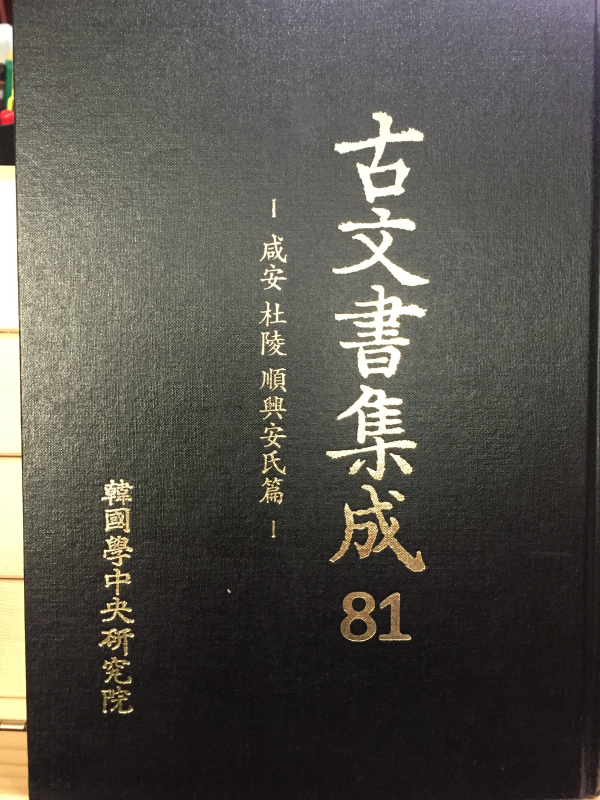 古文書集成 81
— 咸安 杜陵 順興安氏篇 —
韓國學中央研究院